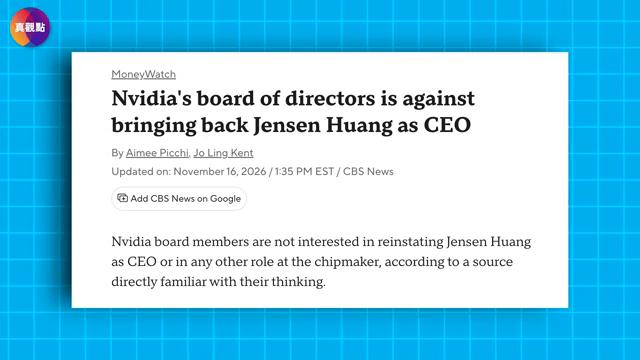 真觀點
MoneyWatch
Nvidia's board of directors is against
bringing back Jensen Huang as CEO
By Aimee Picchi, Jo Ling Kent
Updated on: November 16, 2026 / 1:35 PM EST / CBS News
Add CBS News on Google
Nvidia board members are not interested in reinstating Jensen Huang
as CEO or in any other role at the chipmaker, according to a source
directly familiar with their thinking.